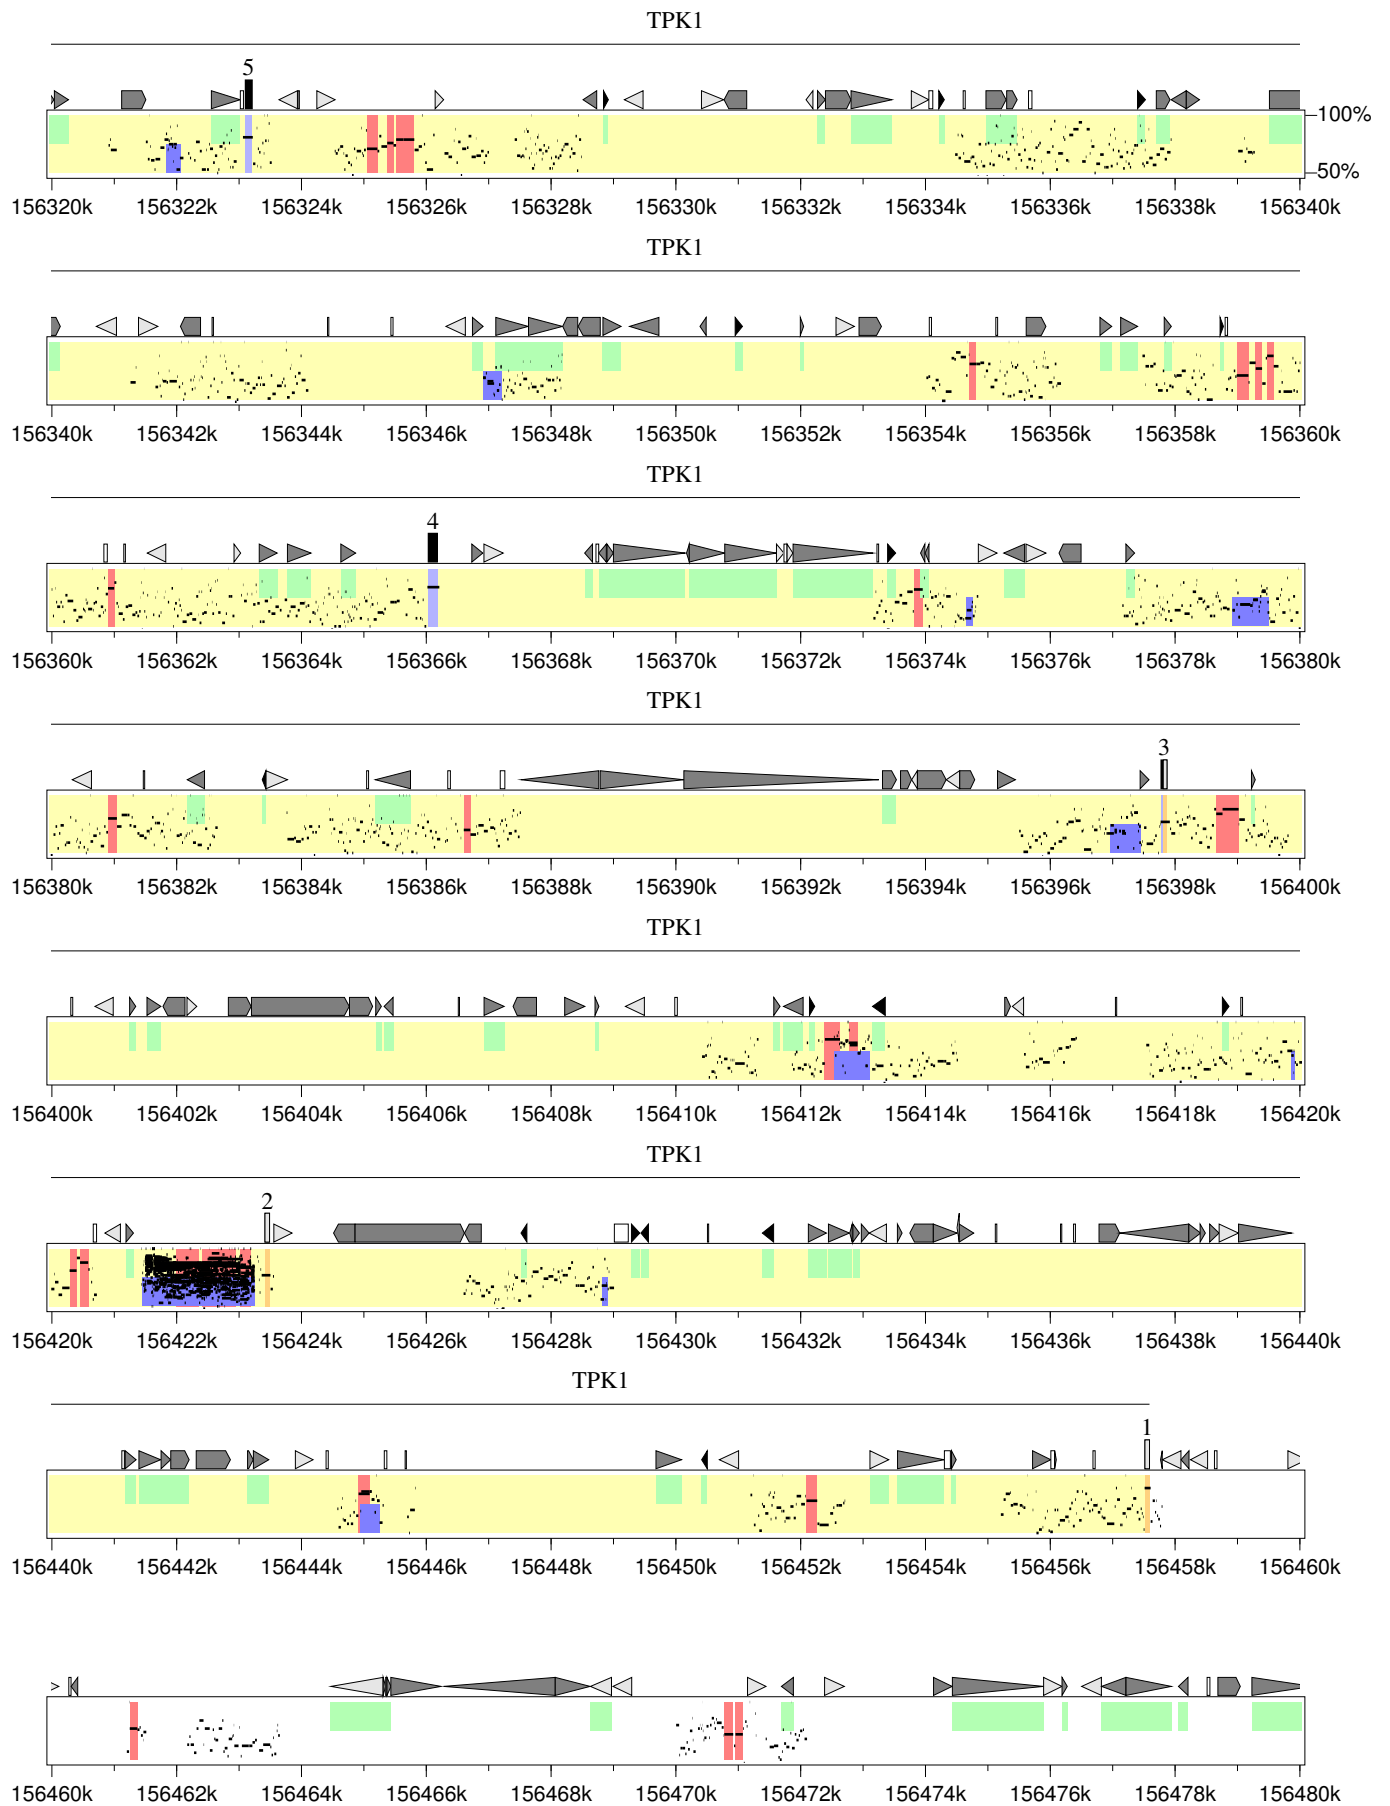 TPK1
5
100%
50%
156320k 156322k 156324k 156326k 156328k 156330k 156332k 156334k 156336k 156338k 156340k
TPK1
156340k 156342k 156344k 156346k 156348k 156350k 156352k 156354k 156356k 156358k 156360k
TPK1
4
156360k 156362k 156364k 156366k 156368k 156370k 156372k 156374k 156376k 156378k 156380k
TPK1
3
156380k 156382k 156384k 156386k 156388k 156390k 156392k 156394k 156396k 156398k 156400k
TPK1
156400k 156402k 156404k 156406k 156408k 156410k 156412k 156414k 156416k 156418k 156420k
TPK1
2
156420k 156422k 156424k 156426k 156428k 156430k 156432k 156434k 156436k 156438k 156440k
TPK1
1
156440k 156442k 156444k 156446k 156448k 156450k 156452k 156454k 156456k 156458k 156460k
156460k 156462k 156464k 156466k 156468k 156470k 156472k 156474k 156476k 156478k 156480k